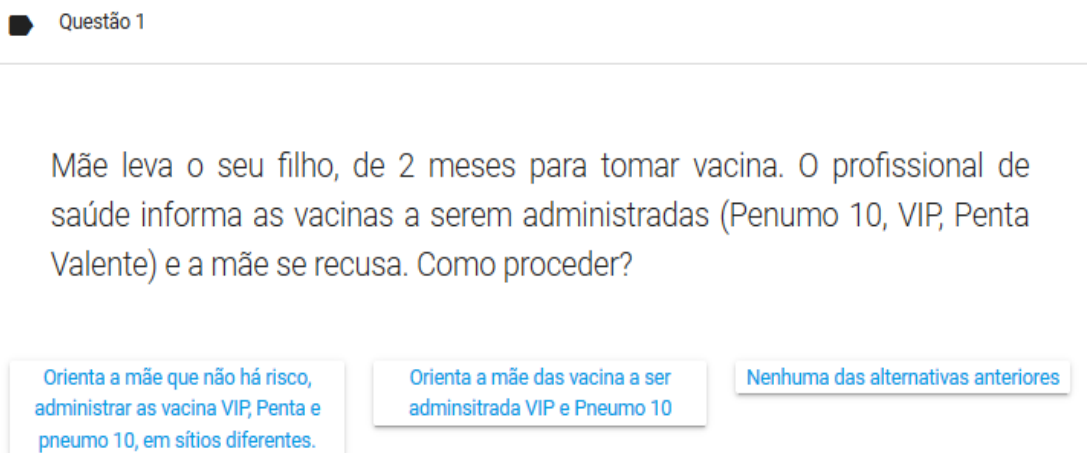 Questão 1
Mãe leva o seu filho, de 2 meses para tomar vacina. O profissional de
saúde informa as vacinas a serem administradas (Penumo 10, VIP, Penta
Valente) e a mãe se recusa. Como proceder?
Orienta a mãe que não há risco,
administrar as vacina VIP, Penta e
pneumo 10, em sítios diferentes.
Orienta a mãe das vacina a ser
adminsitrada VIP e Pneumo 10
Nenhuma das alternativas anteriores